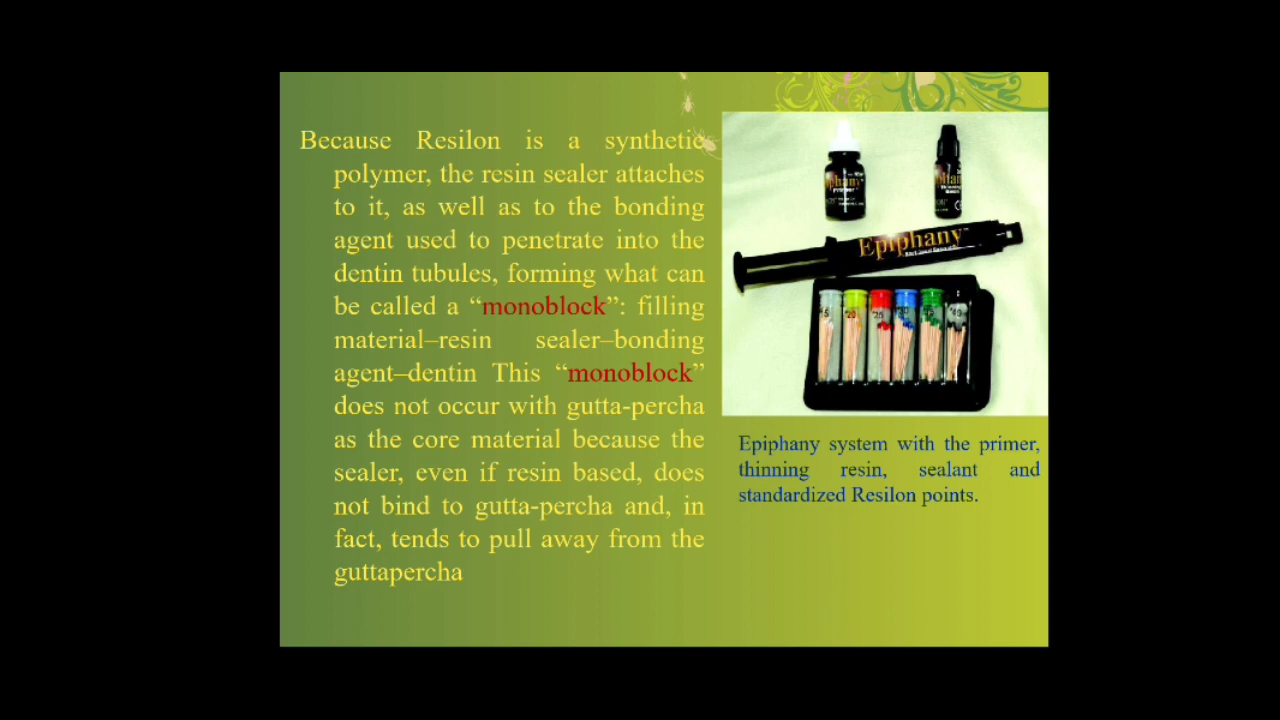 Because Resilon is a synthetic
polymer, the resin sealer attaches
to it, as well as to the bonding
agent used to penetrate into the
dentin tubules, forming what can
be called a “monoblock”: filling
material–resin sealer–bonding
agent–dentin This “monoblock”
does not occur with gutta-percha
as the core material because the
sealer, even if resin based, does
not bind to gutta-percha and, in
fact, tends to pull away from the
guttapercha
Epiphany
Epiphany system with the primer,
thinning resin, sealant and
standardized Resilon points.